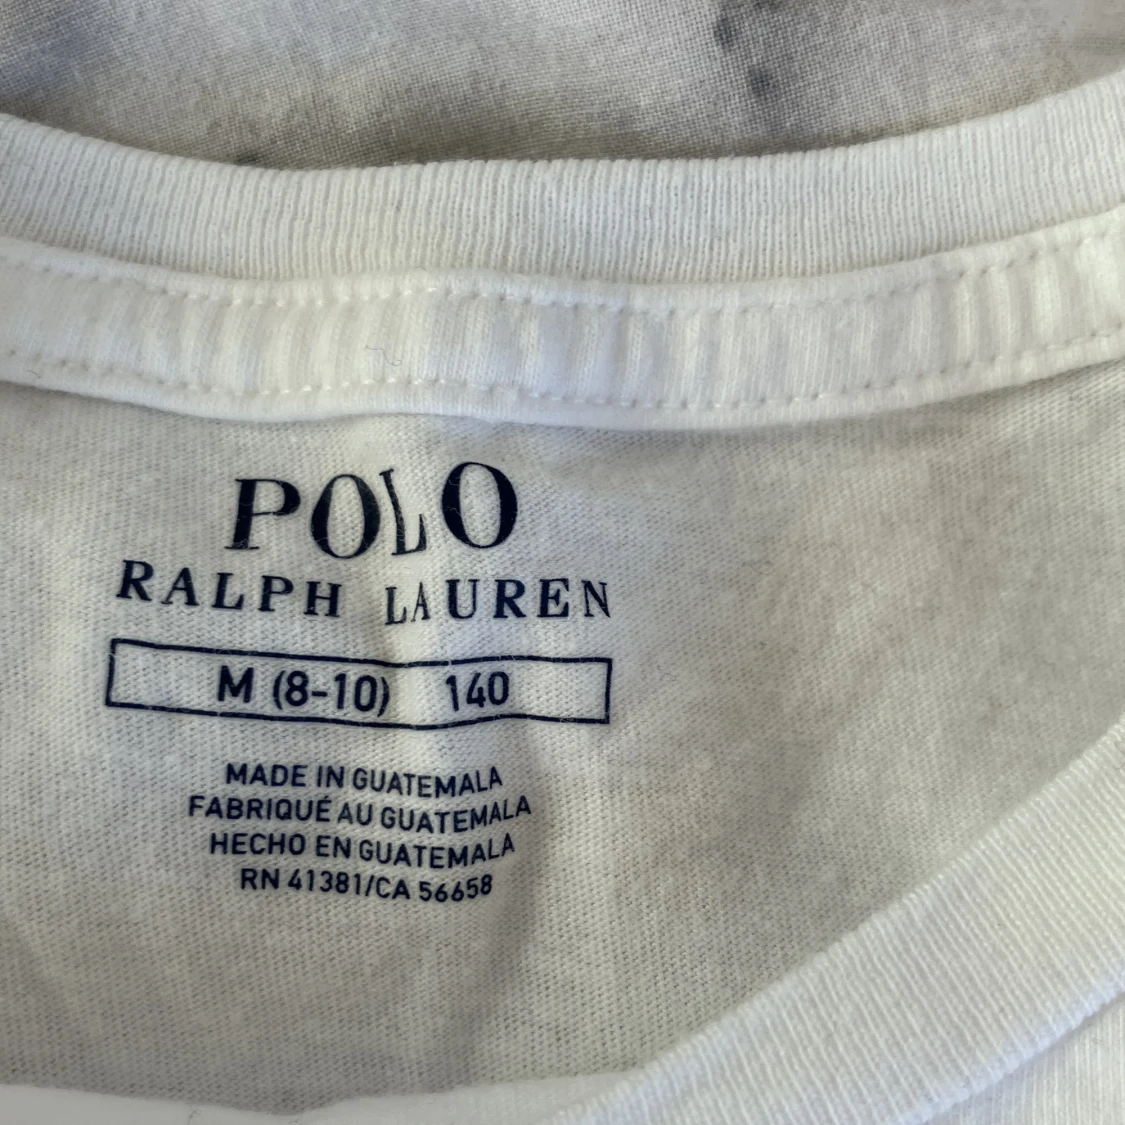 POLO
RALPH LAUREN
M (8-10) 140
MADE IN GUATEMALA
FABRIQUÉ AU GUATEMALA
HECHO EN GUATEMALA
RN 41381/CA 56658